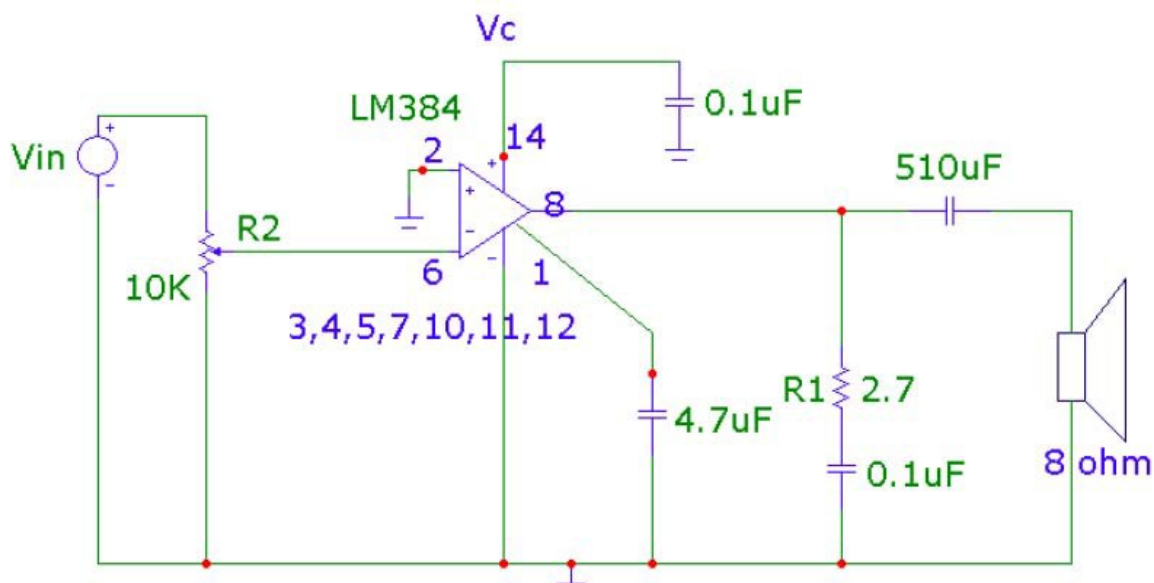 Vc
LM384
0.1uF
Vin
+
-
2
14
+
510uF
+
8
R2
-
6
-
1
10K
3,4,5,7,10,11,12
R1
2.7
4.7uF
0.1uF
8 ohm